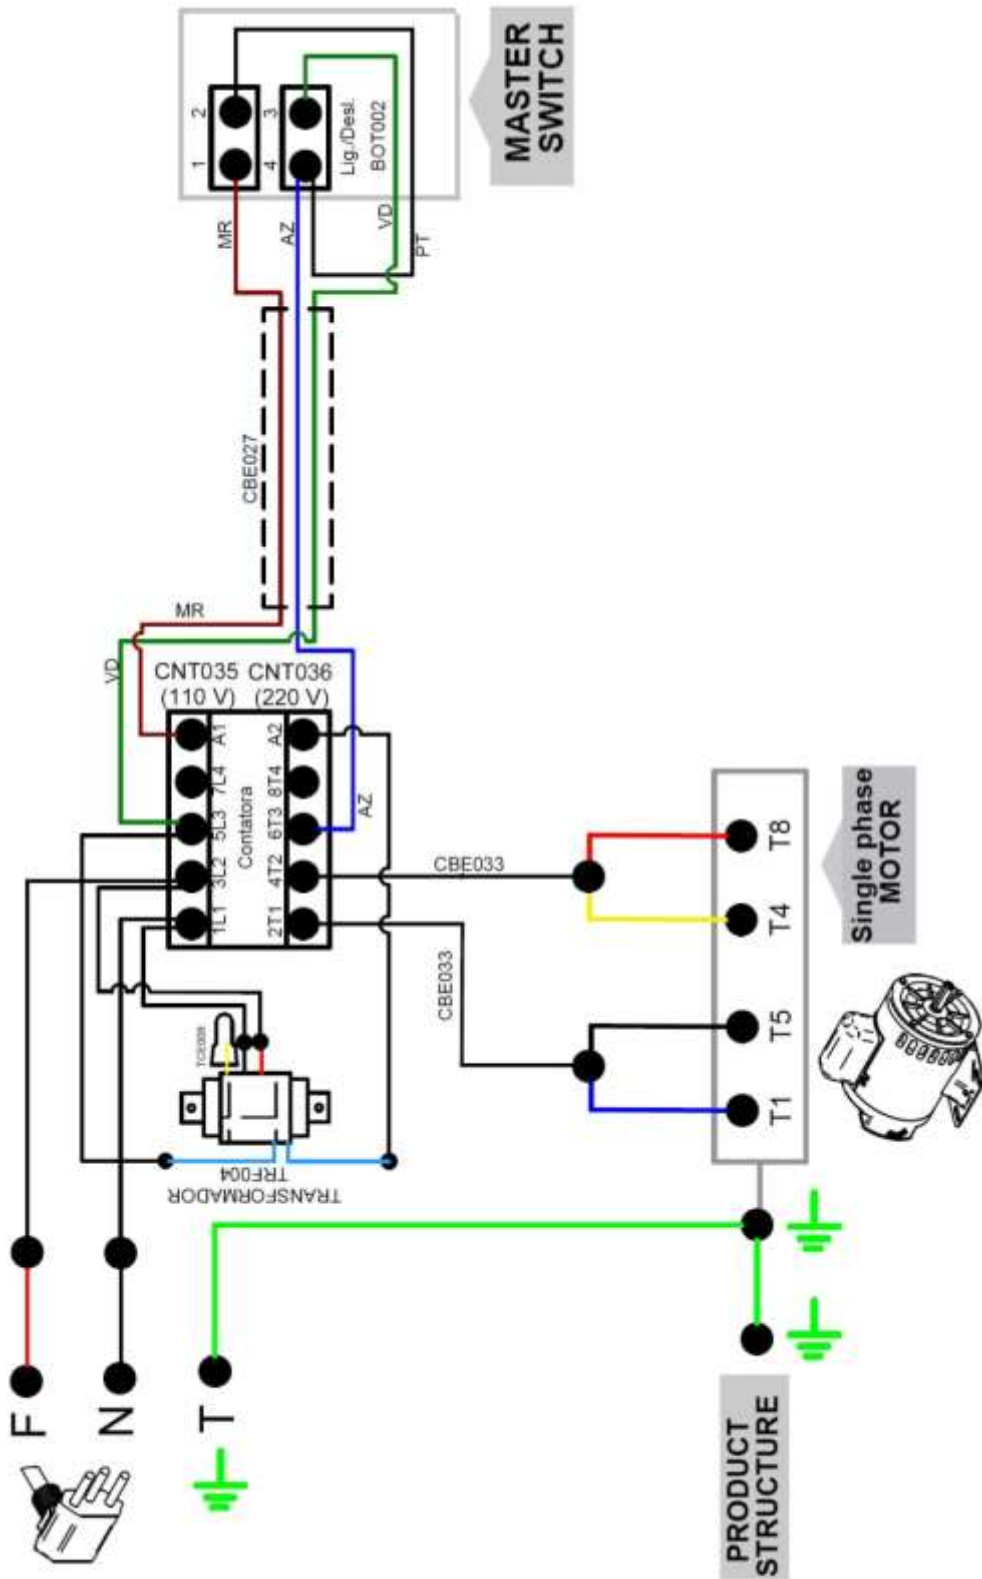 MASTER
SWITCH
1
2
4
3
Lig./Desl.
BOT002
MR
AZ
VD
PT
CBE027
MR
VD
CNT035
(110 V)
CNT036
(220 V)
A1
7L4
5L3
3L2
1L1
Contatora
A2
8T4
6T3
4T2
2T1
AZ
CBE033
CBE033
TCE009
TRANSFORMADOR
TRF004
T8
T4
T5
T1
Single phase
MOTOR
F
N
T
PRODUCT
STRUCTURE